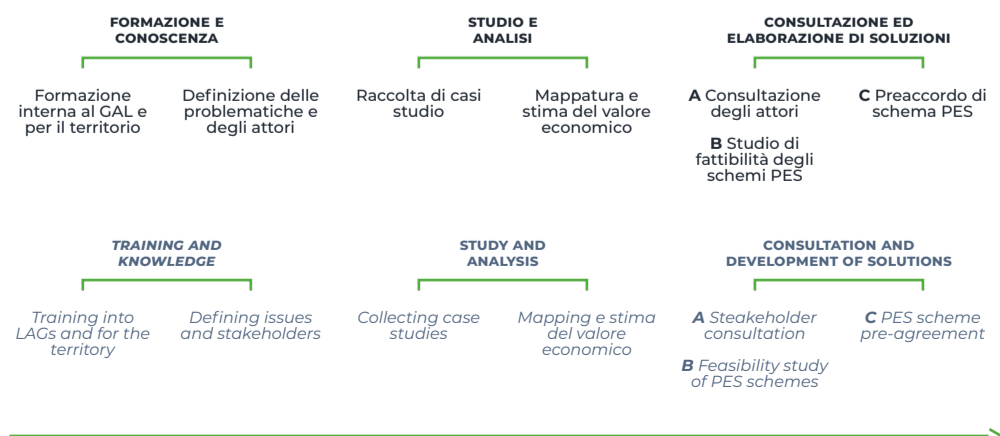 FORMAZIONE E
CONOSCENZA
Formazione
interna al GAL e
per il territorio
Definizione delle
problematiche e
degli attori
STUDIO E
ANALISI
Raccolta di casi
studio
Mappatura e
stima del valore
economico
CONSULTAZIONE ED
ELABORAZIONE DI SOLUZIONI
A Consultazione
degli attori
B Studio di
fattibilità degli
schemi PES
C Preaccordo di
schema PES
TRAINING AND
KNOWLEDGE
Training into
LAGs and for the
territory
Defining issues
and stakeholders
STUDY AND
ANALYSIS
Collecting case
studies
Mapping e stima
del valore
economico
CONSULTATION AND
DEVELOPMENT OF SOLUTIONS
A Steakeholder
consultation
B Feasibility study
of PES schemes
C PES scheme
pre-agreement